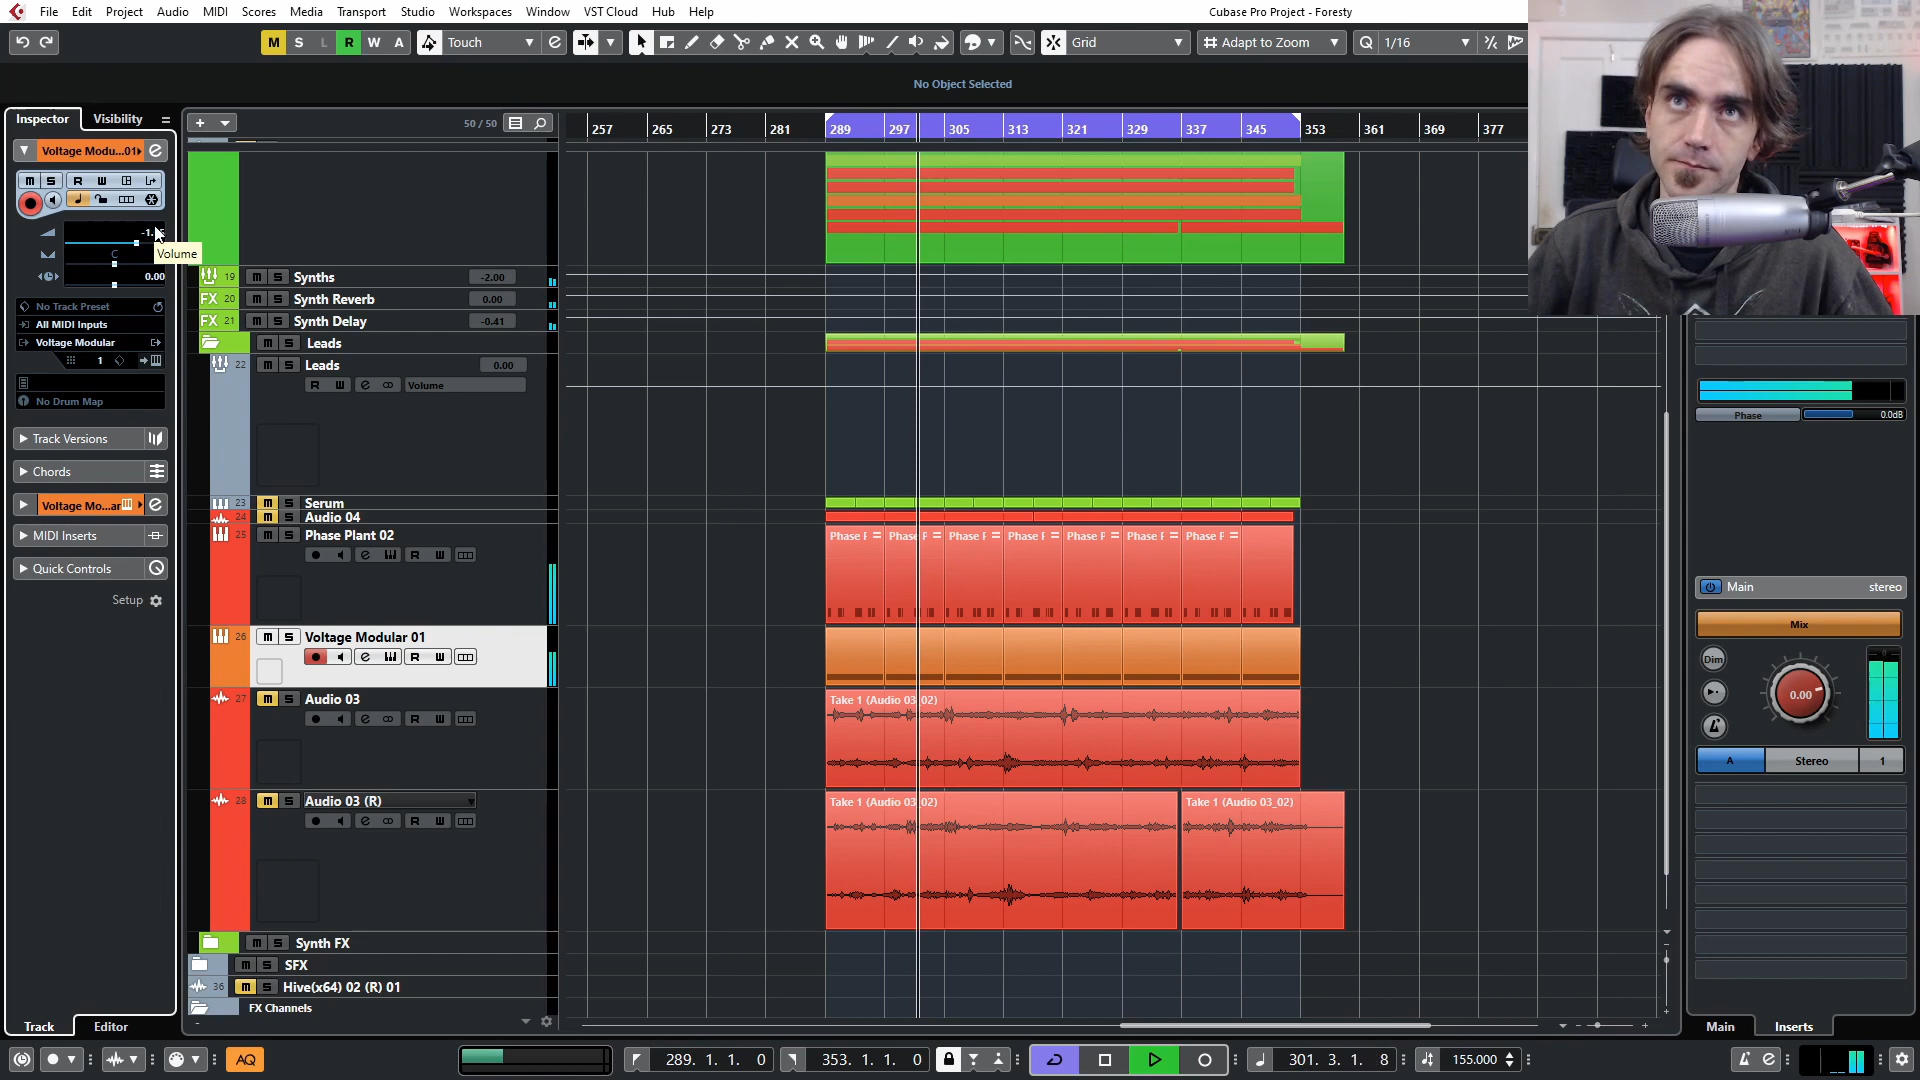 File Edit Project Audio MIDI Scores Media Transport Studio Workspaces Window VST Cloud Hub Help
Cubase Pro Project - Foresty
M S L R W A Touch
Grid Adapt to Zoom Q 1/16
No Object Selected
Inspector Visibility
50 / 50
257 265 273 281 289 297 305 313 321 329 337 345 353 361 369 377
Voltage Modu...01
M S R W
Volume
C
0.00
No Track Preset
All MIDI Inputs
Voltage Modular
1
No Drum Map
Track Versions
Chords
Voltage Mo...ar
MIDI Inserts
Quick Controls
Setup
19 m S Synths -2.00
FX 20 m S Synth Reverb 0.00
FX 21 m S Synth Delay -0.41
m S Leads
22 m S Leads 0.00
R W e Volume
23 m S Serum
24 m S Audio 04
25 m S Phase Plant 02
e R W
Phase F Phase Phase F Phase F Phase F Phase F Phase F
26 m S Voltage Modular 01
e R W
27 m S Audio 03
e R W
Take 1 (Audio 03_02)
28 m S Audio 03 (R)
e R W
Take 1 (Audio 03_02) Take 1 (Audio 03_02)
m S Synth FX
m S SFX
36 m S Hive(x64) 02 (R) 01
FX Channels
Phase 0.0dB
Main stereo
Mix
Dim
0.00
A Stereo 1
Main Inserts
Track Editor
AQ
289. 1. 1. 0 353. 1. 1. 0
301. 3. 1. 8 155.000